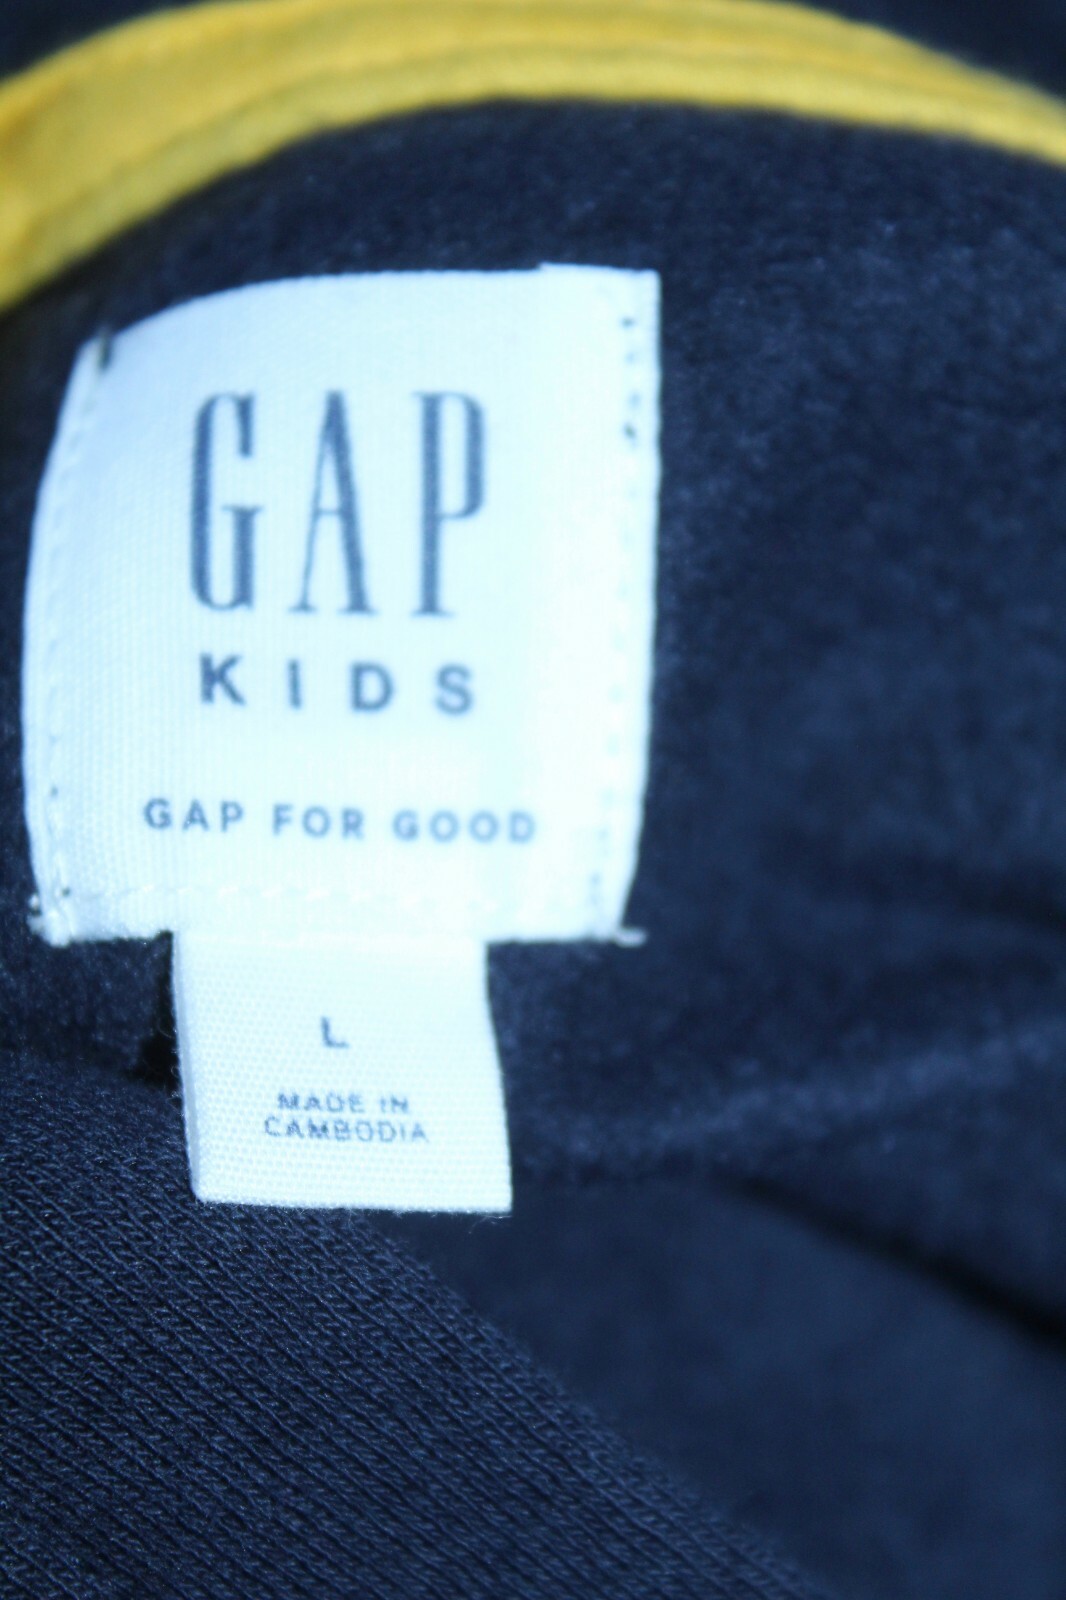 GAP
KIDS
GAP FOR GOOD
L
MADE IN
CAMBODIA